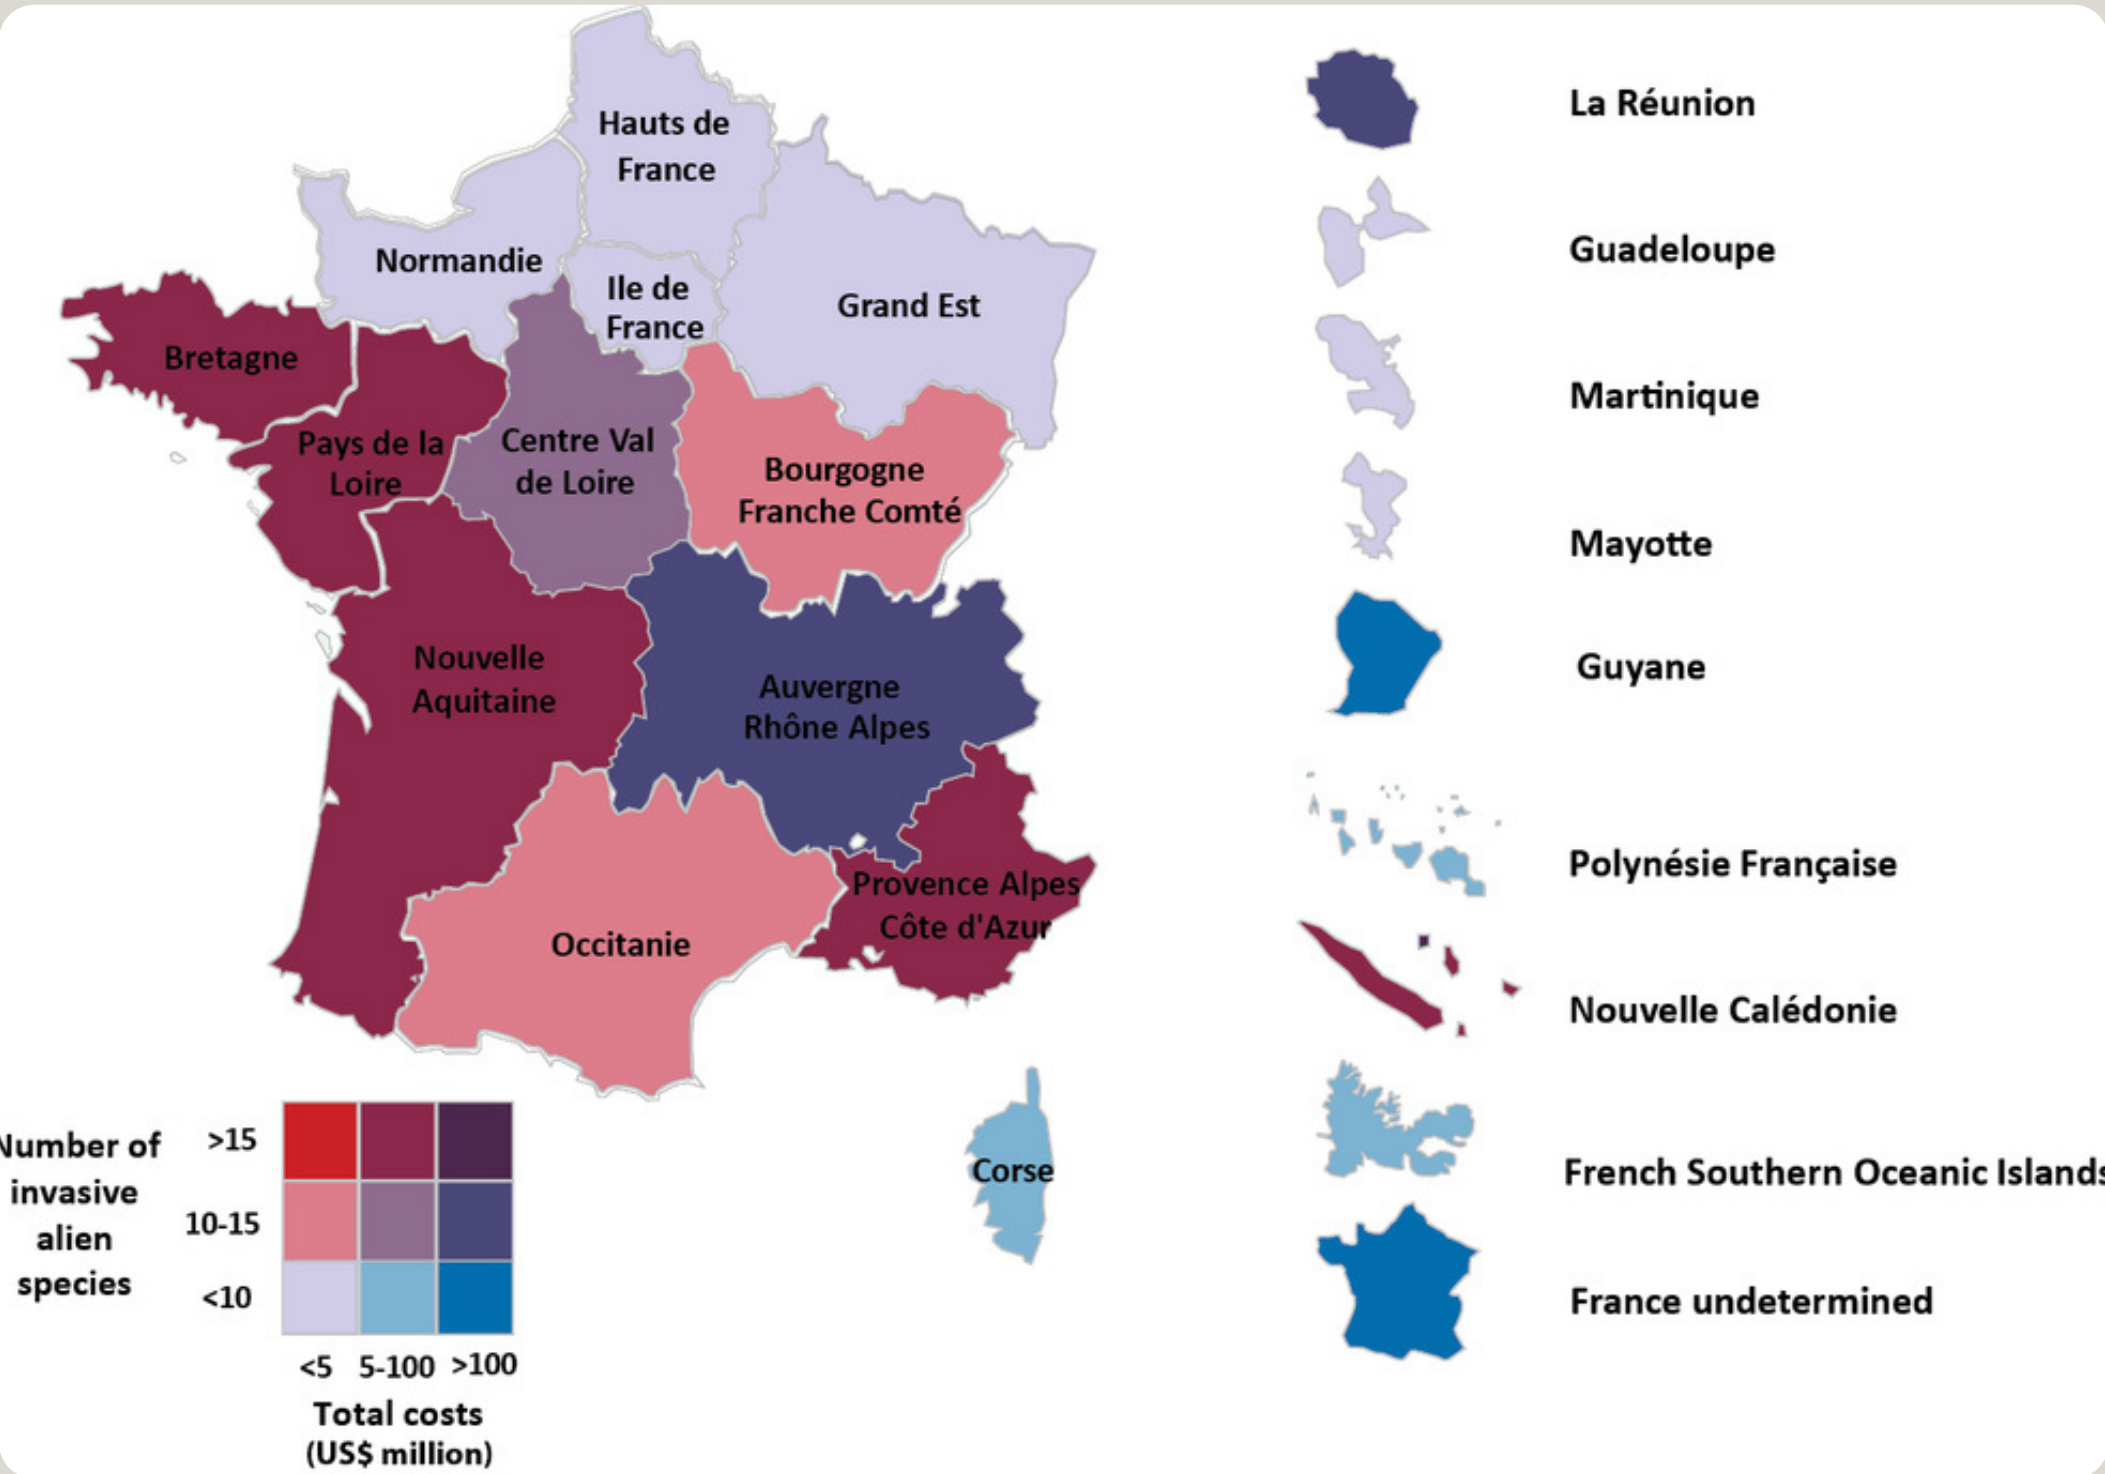 Hauts de
France
Normandie
Ile de
France
Grand Est
Bretagne
Pays de la
Loire
Centre Val
de Loire
Bourgogne
Franche Comté
Nouvelle
Aquitaine
Auvergne
Rhône Alpes
Provence Alpes
Côte d'Azur
Occitanie
Corse
La Réunion
Guadeloupe
Martinique
Mayotte
Guyane
Polynésie Française
Nouvelle Calédonie
French Southern Oceanic Islands
France undetermined
Number of
invasive
alien
species
>15
10-15
<10
<5 5-100 >100
Total costs
(US$ million)